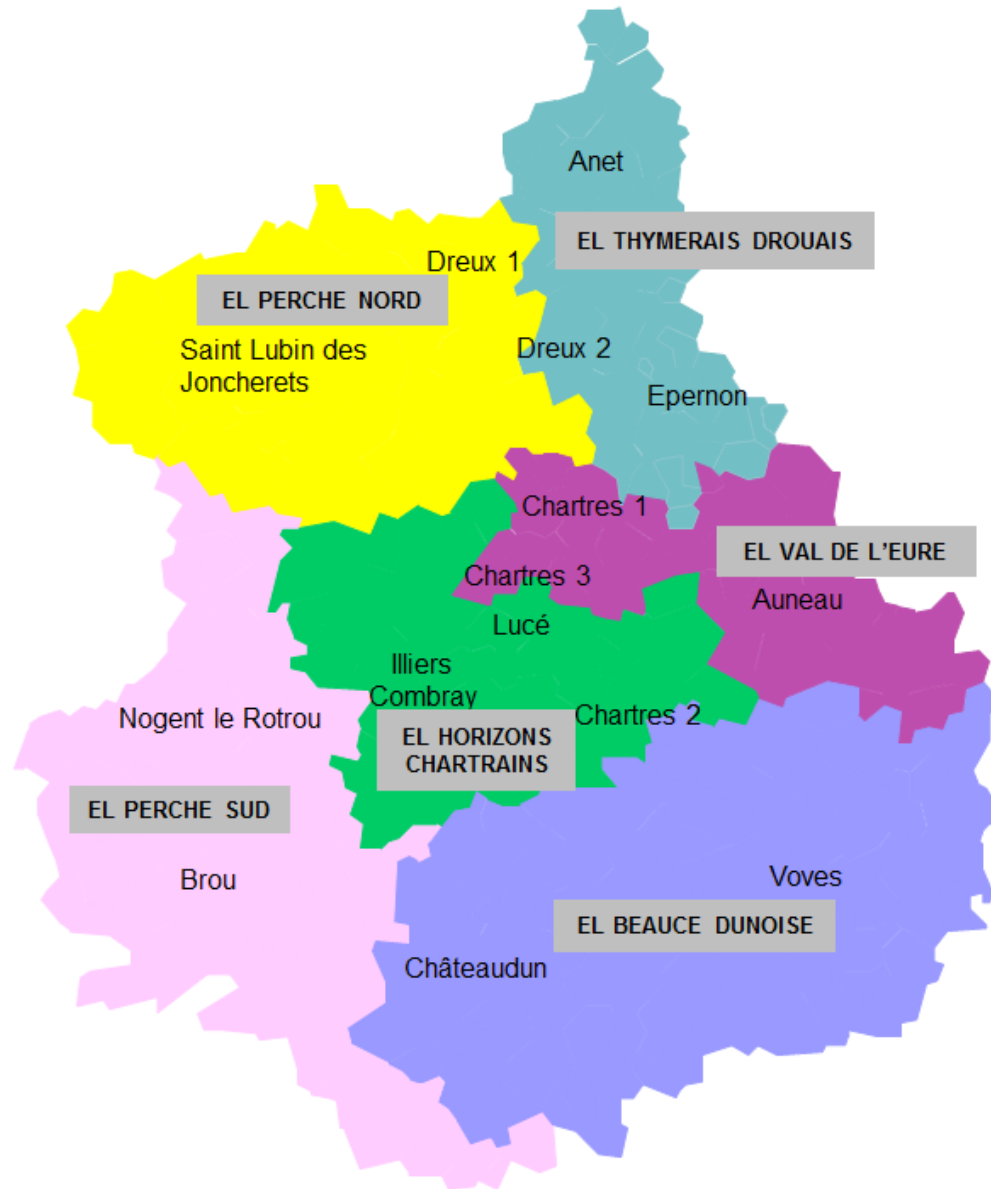 Anet
EL THYMERAIS DROUAIS
Dreux 1
EL PERCHE NORD
Saint Lubin des
Joncherets
Dreux 2
Epernon
Chartres 1
EL VAL DE L'EURE
Chartres 3
Auneau
Lucé
Illiers
Combray
Nogent le Rotrou
Chartres 2
EL HORIZONS
CHARTRAINS
EL PERCHE SUD
Brou
Voves
EL BEAUCE DUNOISE
Châteaudun